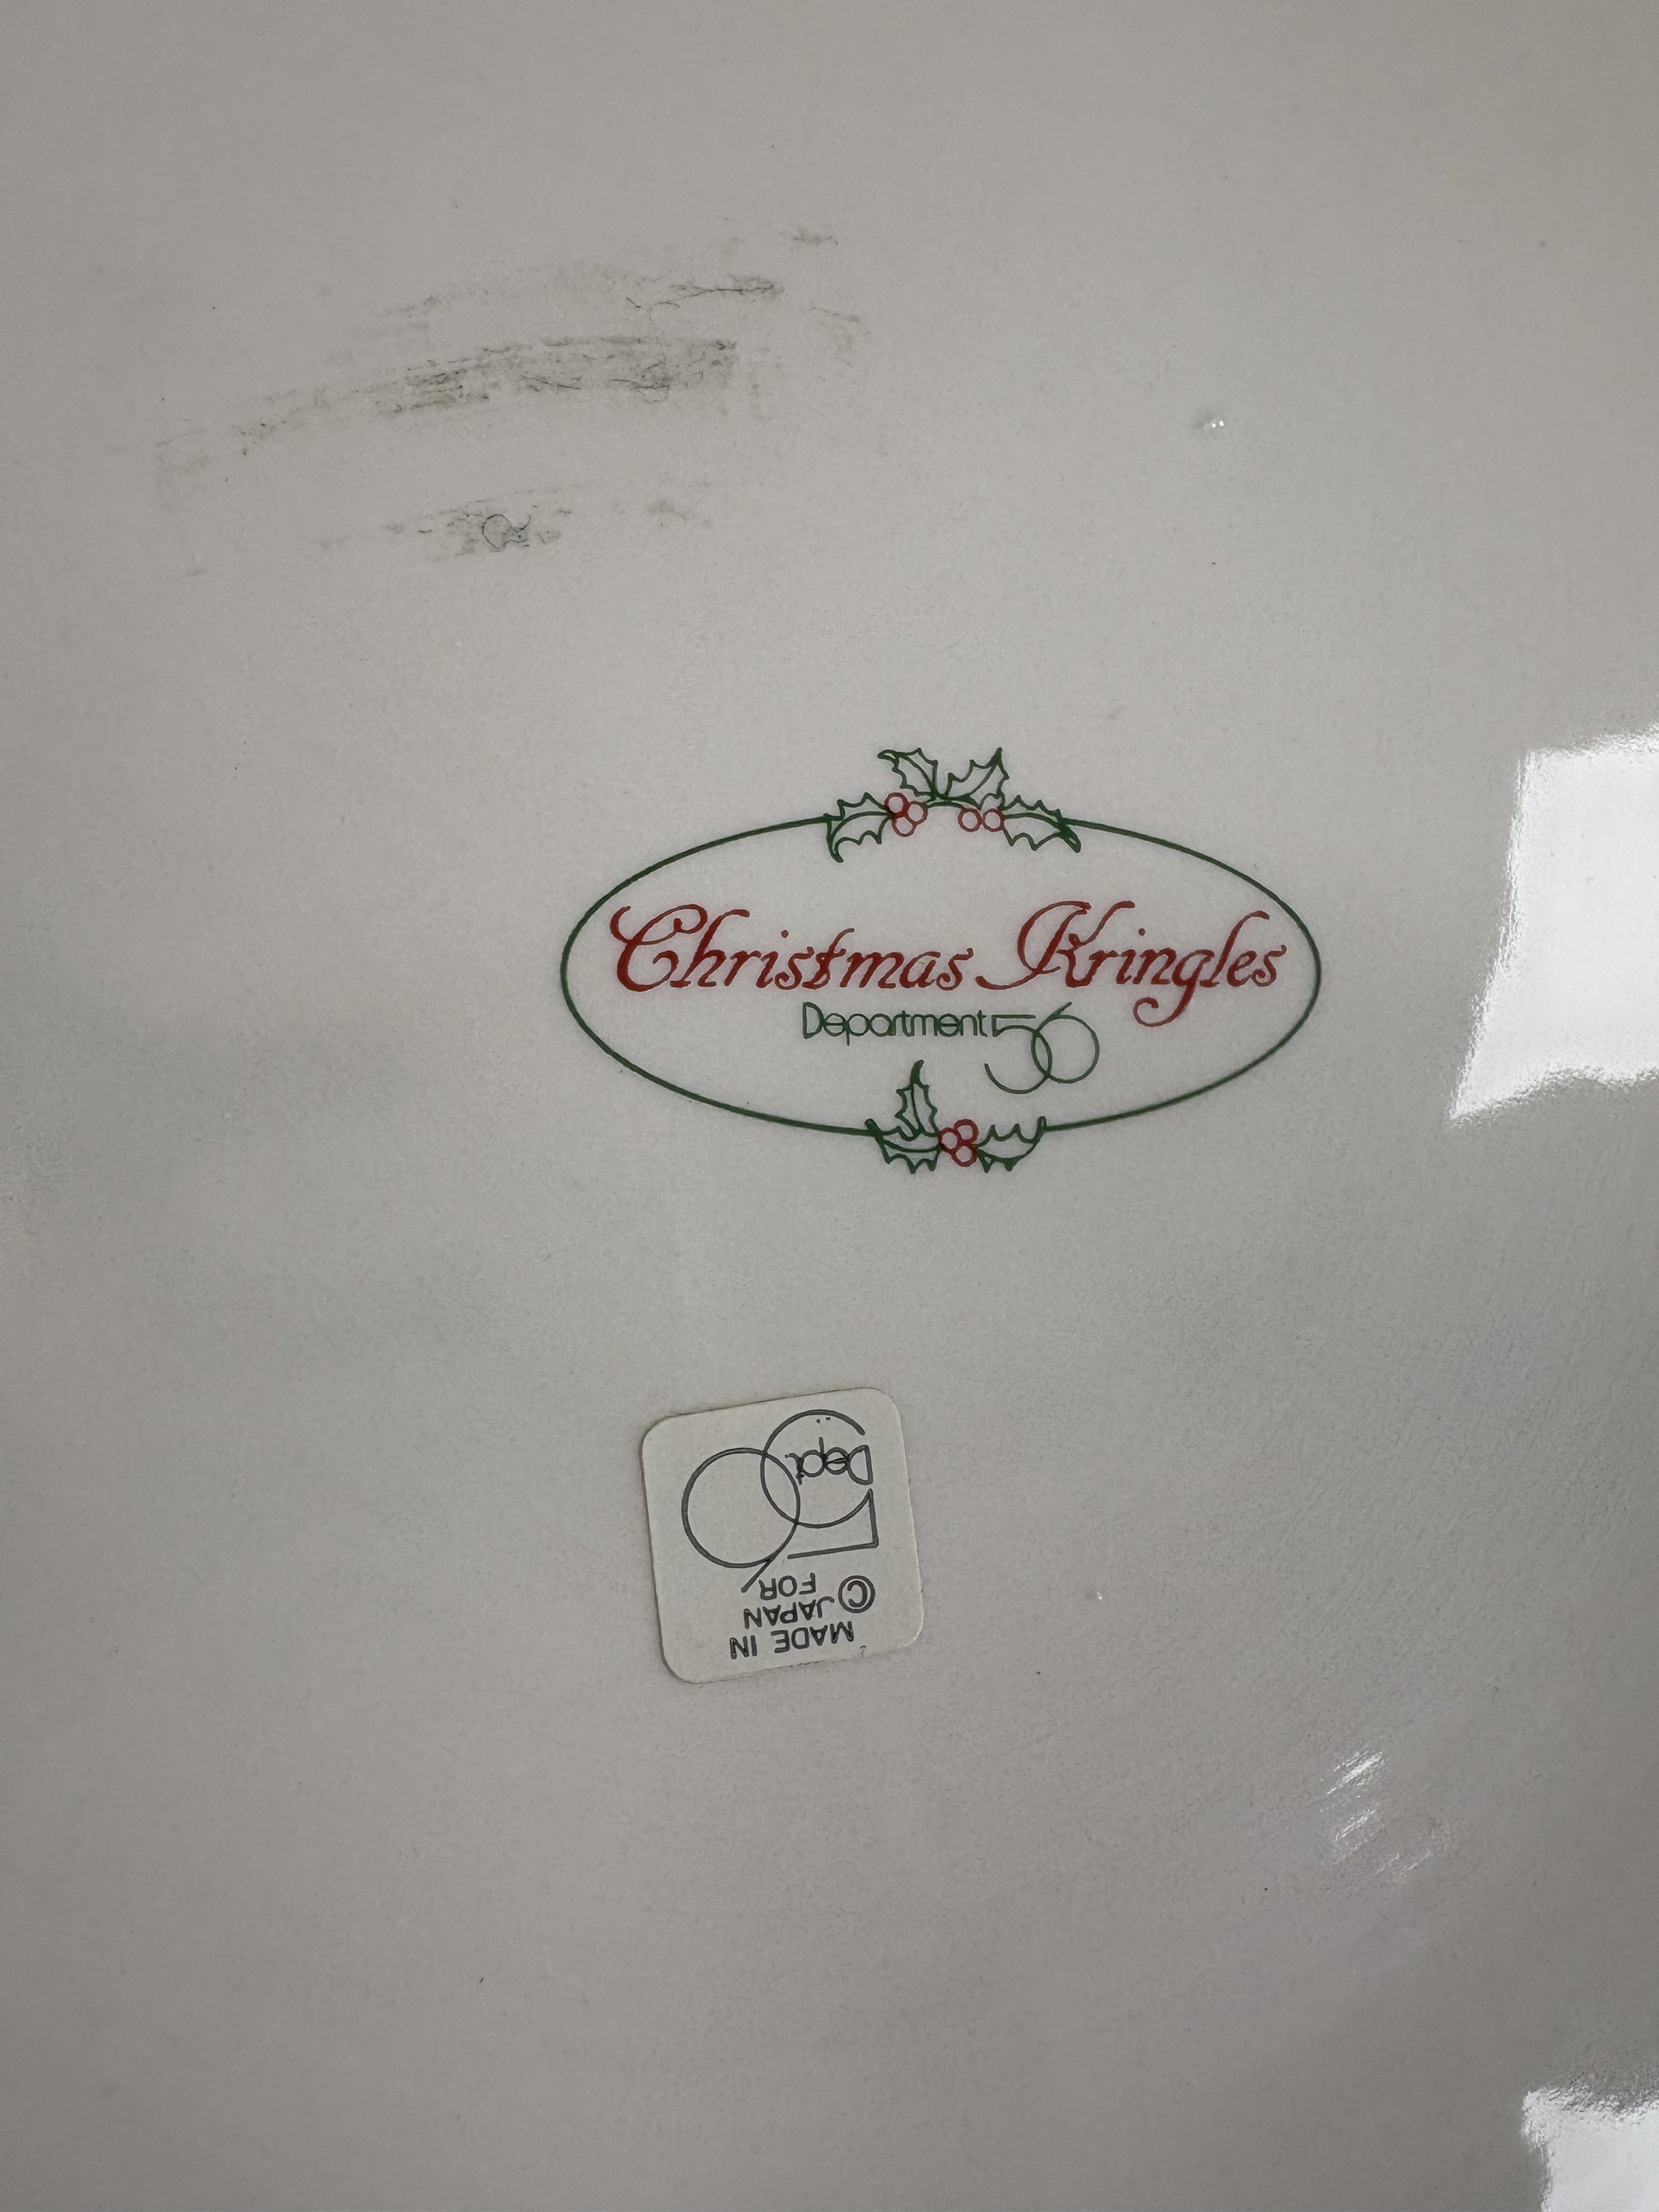 Christmas Kringles
Department 56
MADE IN
JAPAN
© FOR
Dept. 56